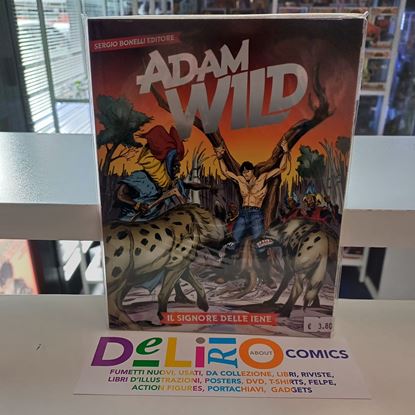 SERGIO BONELLI EDITORE
ADAM
WILD
IL SIGNORE DELLE IENE
€ 3.80
DELIRIO ABOUT COMICS
FUMETTI NUOVI, USATI, DA COLLEZIONE, LIBRI, RIVISTE,
LIBRI D'ILLUSTRAZIONI, POSTERS, DVD, T-SHIRTS, FELPE,
ACTION FIGURES, PORTACHIAVI, GADGETS